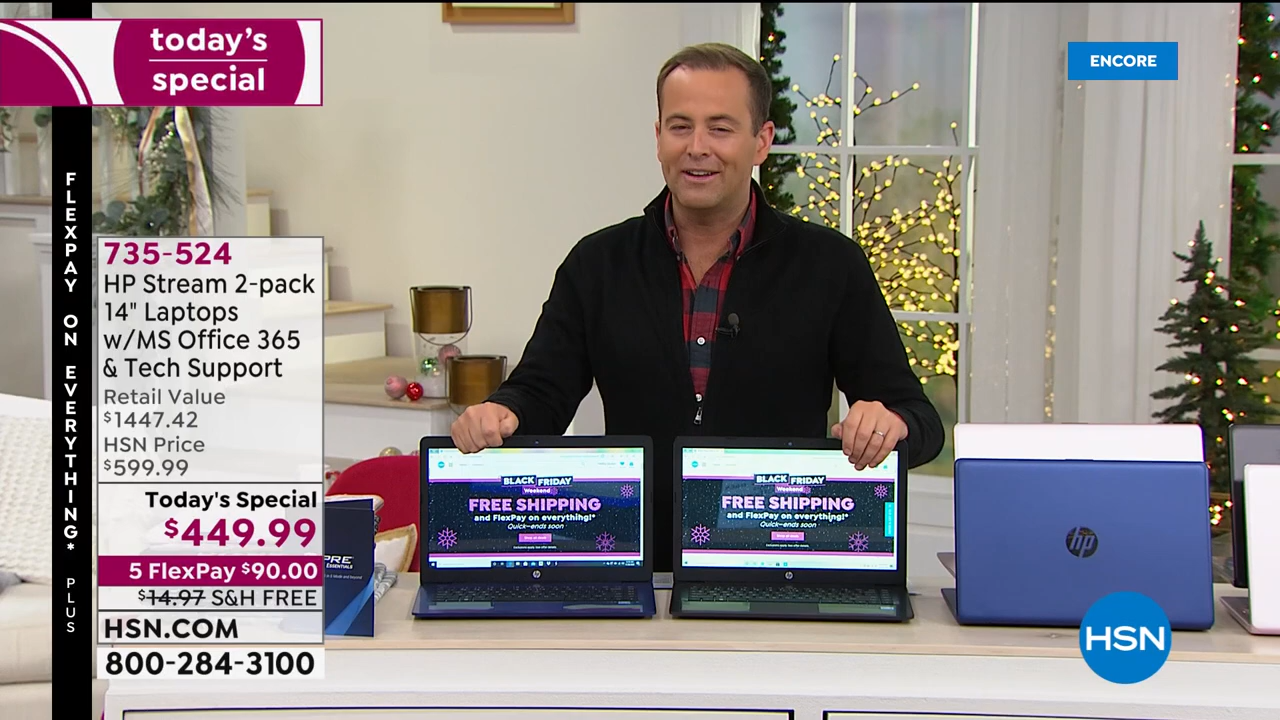 today's
special
ENCORE
FLEXPAY ON EVERYTHING* PLUS
735-524
HP Stream 2-pack
14" Laptops
w/MS Office 365
& Tech Support
Retail Value
$1447.42
HSN Price
$599.99
Today's Special
$449.99
5 FlexPay $90.00
$14.97 S&H FREE
HSN.COM
800-284-3100
BLACK FRIDAY
Weekend
FREE SHIPPING
and FlexPay on everything!*
Quick-ends soon
hp
BLACK FRIDAY
Weekend
FREE SHIPPING
and FlexPay on everything!*
Quick-ends soon
hp
hp
HSN